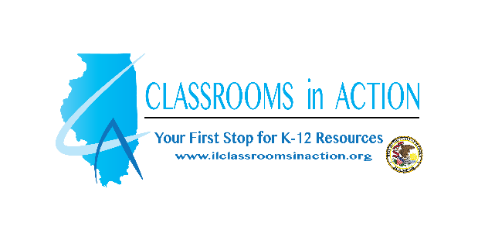 CLASSROOMS in ACTION
Your First Stop for K-12 Resources
www.ilclassroomsinaction.org